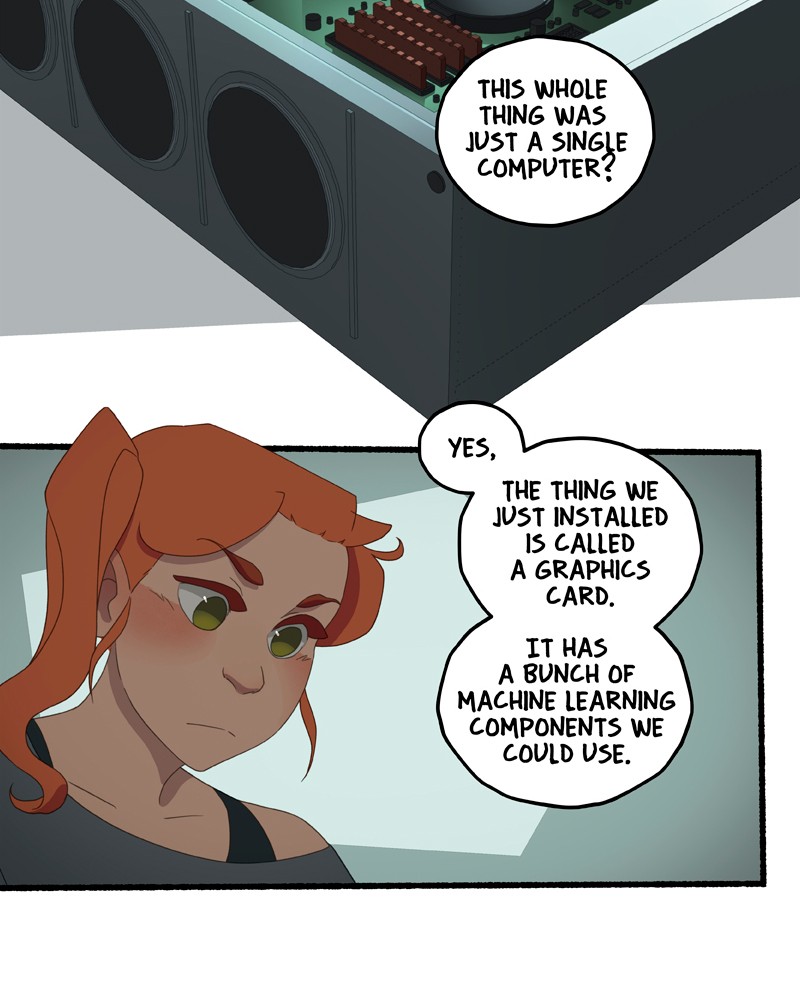 THIS WHOLE
THING WAS
JUST A SINGLE
COMPUTER?
YES,
THE THING WE
JUST INSTALLED
IS CALLED
A GRAPHICS
CARD.
IT HAS
A BUNCH OF
MACHINE LEARNING
COMPONENTS WE
COULD USE.